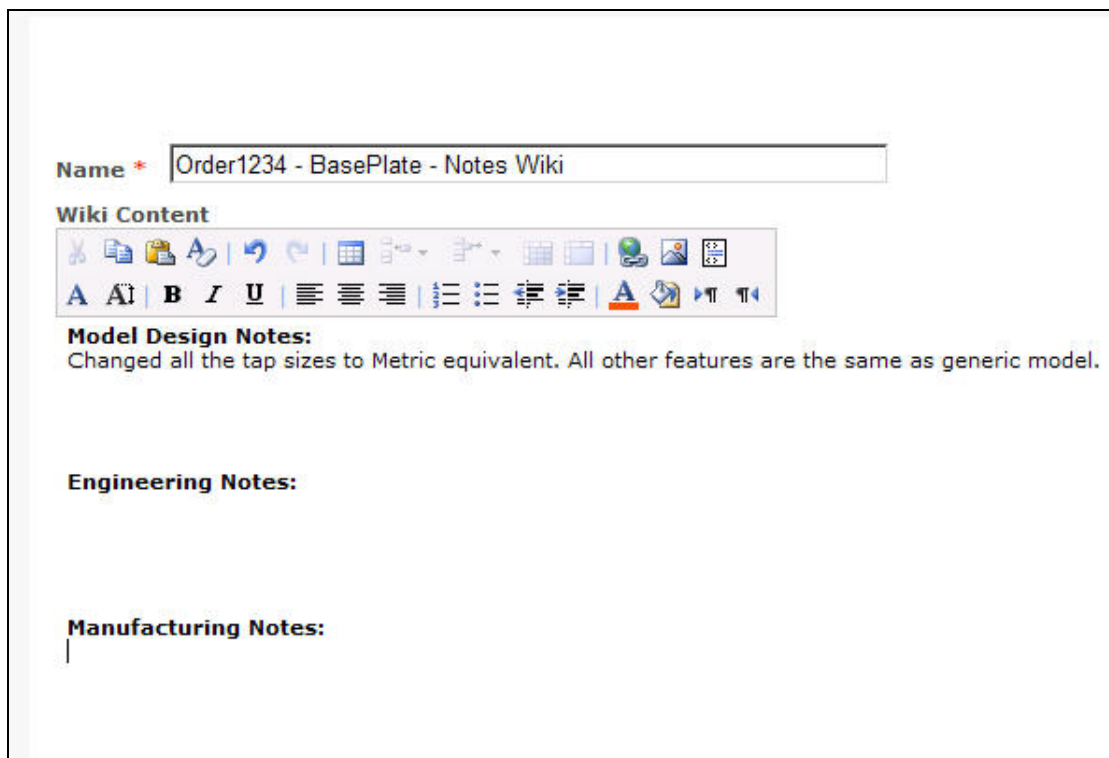 Name * Order1234 - BasePlate - Notes Wiki
Wiki Content
Model Design Notes:
Changed all the tap sizes to Metric equivalent. All other features are the same as generic model.
Engineering Notes:
Manufacturing Notes: